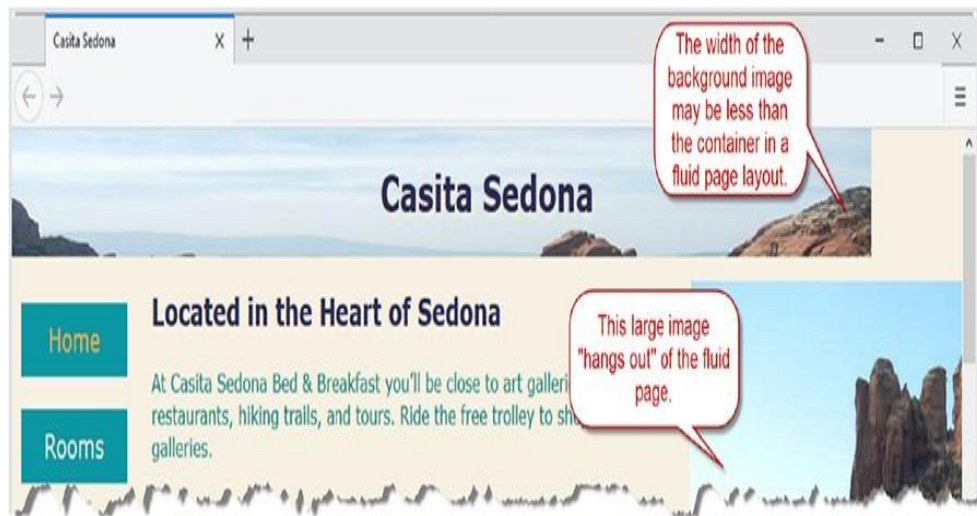 Casita Sedona
The width of the
background image
may be less than
the container in a
fluid page layout.
Casita Sedona
Located in the Heart of Sedona
Home
This large image
"hangs out" of the fluid
page.
At Casita Sedona Bed & Breakfast you'll be close to art
restaurants, hiking trails, and tours. Ride the free trolley to
galleries.
Rooms